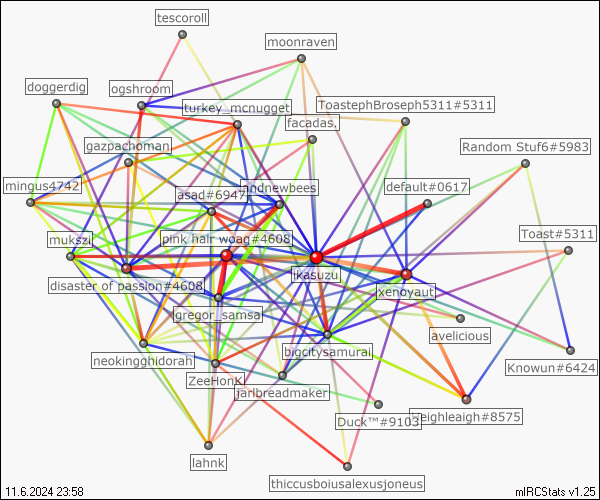 tescoroll
moonraven
doggerdig
ogshroom
turkey_mcnugget
ToastephBroseph5311#5311
facadas.
gazpachoman
Random Stuf6#5983
mingus4742
asad#6947
andnewbees
default#0617
mukszi
pink hair woag#4608
Toast#5311
ikasuzu
disaster of passion#4608
xenoyaut
gregor_samsa
avelicious
neokingghidorah
bigcitysamurai
Knowun#6424
ZeeHonk
jarlbreadmaker
Duck™#9103
Neighleagh#8575
lahnk
thiccusboiusalexusjoneus
11.6.2024 23:58
mIRCStats v1.25